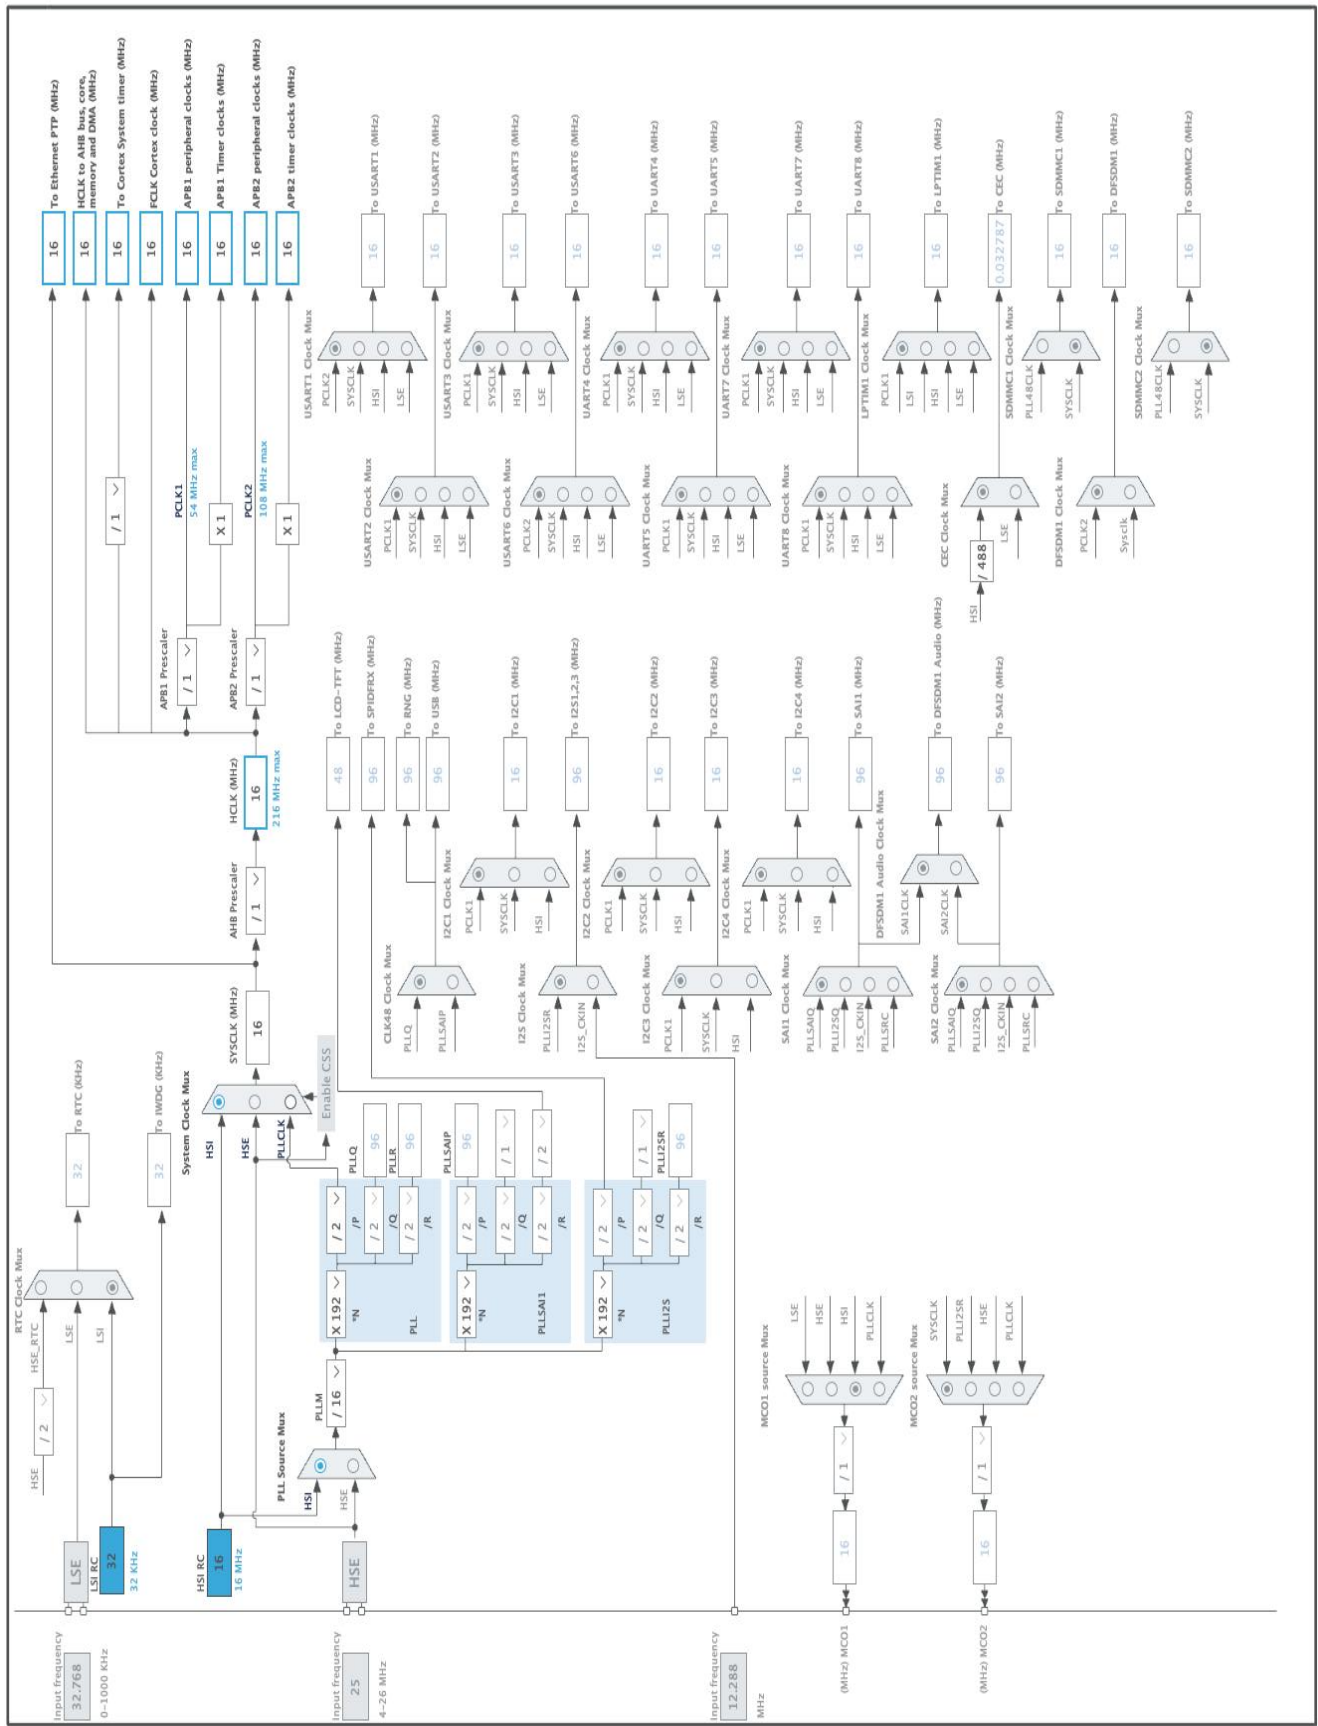 Input frequency
32.768
0-1000 KHz
LSE
LSI RC
32
32 KHz
HSE
/ 2
HSE_RTC
LSE
LSI
RTC Clock Mux
32
To RTC (KHz)
32
To IWDG (KHz)
HSI RC
16
16 MHz
Input frequency
25
4-26 MHz
HSE
PLL Source Mux
HSI
HSE
PLLM
/ 16
X 192
*N
PLL
/ 2
/P
/ 2
/Q
/ 2
/R
PLLQ
96
PLLR
96
X 192
*N
PLLSAI1
/ 2
/P
/ 2
/Q
/ 2
/R
PLLSAIP
96
/ 1
/ 2
X 192
*N
PLLI2S
/ 2
/P
/ 2
/Q
/ 2
/R
/ 1
PLLI2SR
96
System Clock Mux
HSI
HSE
PLLCLK
Enable CSS
SYSCLK (MHz)
16
AHB Prescaler
/ 1
HCLK (MHz)
16
216 MHz max
APB1 Prescaler
/ 1
APB2 Prescaler
/ 1
/ 1
PCLK1
54 MHz max
X 1
PCLK2
108 MHz max
X 1
16
To Ethernet PTP (MHz)
16
HCLK to AHB bus, core,
memory and DMA (MHz)
16
To Cortex System timer (MHz)
16
FCLK Cortex clock (MHz)
16
APB1 peripheral clocks (MHz)
16
APB1 Timer clocks (MHz)
16
APB2 peripheral clocks (MHz)
16
APB2 timer clocks (MHz)
48
To LCD-TFT (MHz)
96
To SPIDFRX (MHz)
96
To RNG (MHz)
96
To USB (MHz)
CLK48 Clock Mux
PLLQ
PLLSAIP
I2C1 Clock Mux
PCLK1
SYSCLK
HSI
16
To I2C1 (MHz)
I2S Clock Mux
PLLI2SR
I2S_CKIN
96
To I2S1,2,3 (MHz)
I2C2 Clock Mux
PCLK1
SYSCLK
HSI
16
To I2C2 (MHz)
I2C3 Clock Mux
PCLK1
SYSCLK
HSI
16
To I2C3 (MHz)
I2C4 Clock Mux
PCLK1
SYSCLK
HSI
16
To I2C4 (MHz)
SAI1 Clock Mux
PLLSAIQ
PLLI2SQ
I2S_CKIN
PLLSRC
96
To SAI1 (MHz)
DFSDM1 Audio Clock Mux
SAI1CLK
SAI2CLK
96
To DFSDM1 Audio (MHz)
SAI2 Clock Mux
PLLSAIQ
PLLI2SQ
I2S_CKIN
PLLSRC
96
To SAI2 (MHz)
USART1 Clock Mux
PCLK2
SYSCLK
HSI
LSE
16
To USART1 (MHz)
USART2 Clock Mux
PCLK1
SYSCLK
HSI
LSE
16
To USART2 (MHz)
USART3 Clock Mux
PCLK1
SYSCLK
HSI
LSE
16
To USART3 (MHz)
USART6 Clock Mux
PCLK2
SYSCLK
HSI
LSE
16
To USART6 (MHz)
UART4 Clock Mux
PCLK1
SYSCLK
HSI
LSE
16
To UART4 (MHz)
UART5 Clock Mux
PCLK1
SYSCLK
HSI
LSE
16
To UART5 (MHz)
UART7 Clock Mux
PCLK1
SYSCLK
HSI
LSE
16
To UART7 (MHz)
UART8 Clock Mux
PCLK1
SYSCLK
HSI
LSE
16
To UART8 (MHz)
LPTIM1 Clock Mux
PCLK1
LSI
HSI
LSE
16
To LPTIM1 (MHz)
CEC Clock Mux
HSI
/ 488
LSE
0.032787
To CEC (MHz)
SDMMC1 Clock Mux
PLL48CLK
SYSCLK
16
To SDMMC1 (MHz)
DFSDM1 Clock Mux
PCLK2
Sysclk
16
To DFSDM1 (MHz)
SDMMC2 Clock Mux
PLL48CLK
SYSCLK
16
To SDMMC2 (MHz)
Input frequency
12.288
MHz
MCO1 source Mux
LSE
HSE
HSI
PLLCLK
/ 1
16
(MHz) MCO1
MCO2 source Mux
SYSCLK
PLLI2SR
HSE
PLLCLK
/ 1
16
(MHz) MCO2